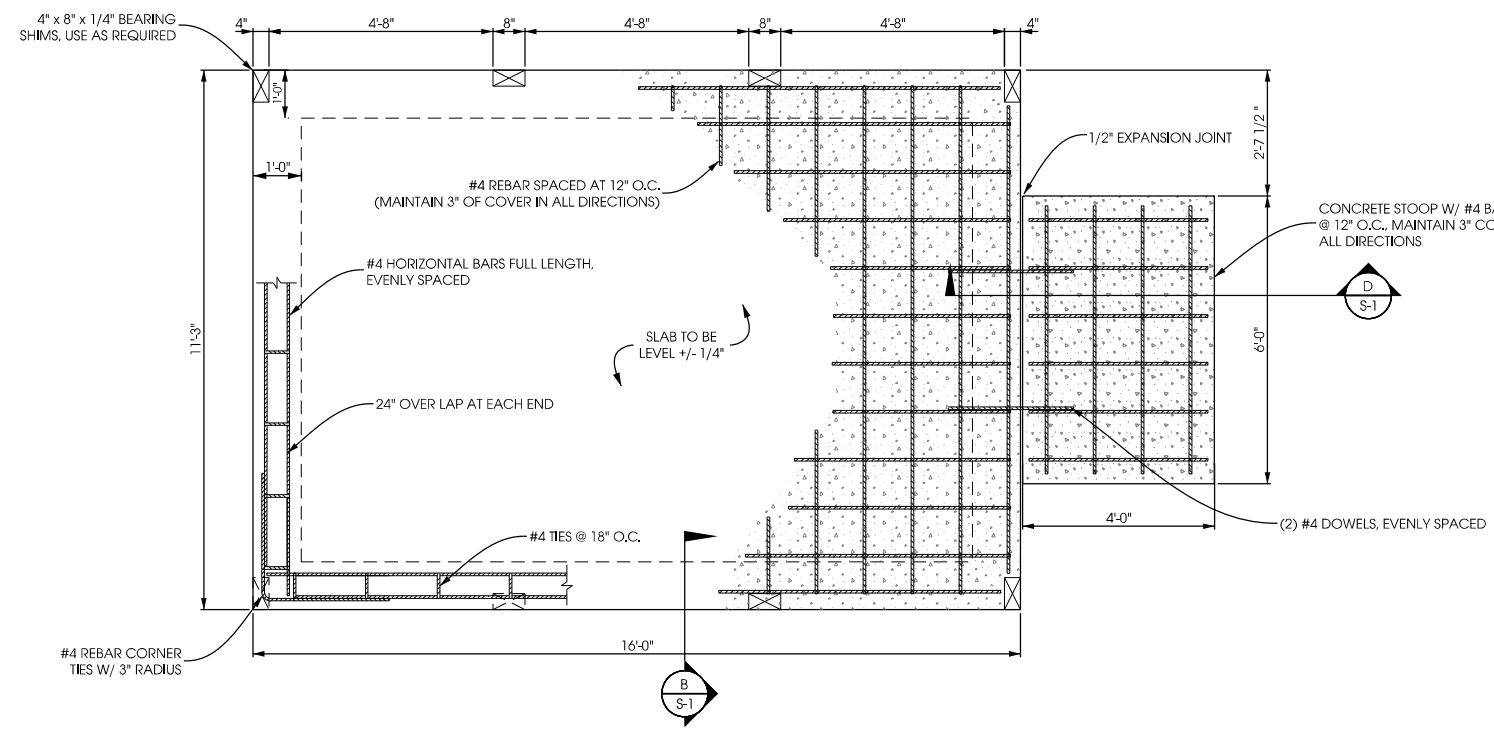 4" x 8" x 1/4" BEARING
SHIMS, USE AS REQUIRED
4"
4'-8"
8"
4'-8"
8"
4'-8"
4"
1'-0"
1'-0"
2'-7 1/2"
1/2" EXPANSION JOINT
#4 REBAR SPACED AT 12" O.C.
(MAINTAIN 3" OF COVER IN ALL DIRECTIONS)
CONCRETE STOOP W/ #4
@ 12" O.C., MAINTAIN 3"
ALL DIRECTIONS
#4 HORIZONTAL BARS FULL LENGTH,
EVENLY SPACED
D
S-1
11'-3"
SLAB TO BE
LEVEL +/- 1/4"
6'-0"
24" OVER LAP AT EACH END
4'-0"
(2) #4 DOWELS, EVENLY SPACED
#4 TIES @ 18" O.C.
16'-0"
#4 REBAR CORNER
TIES W/ 3" RADIUS
B
S-1